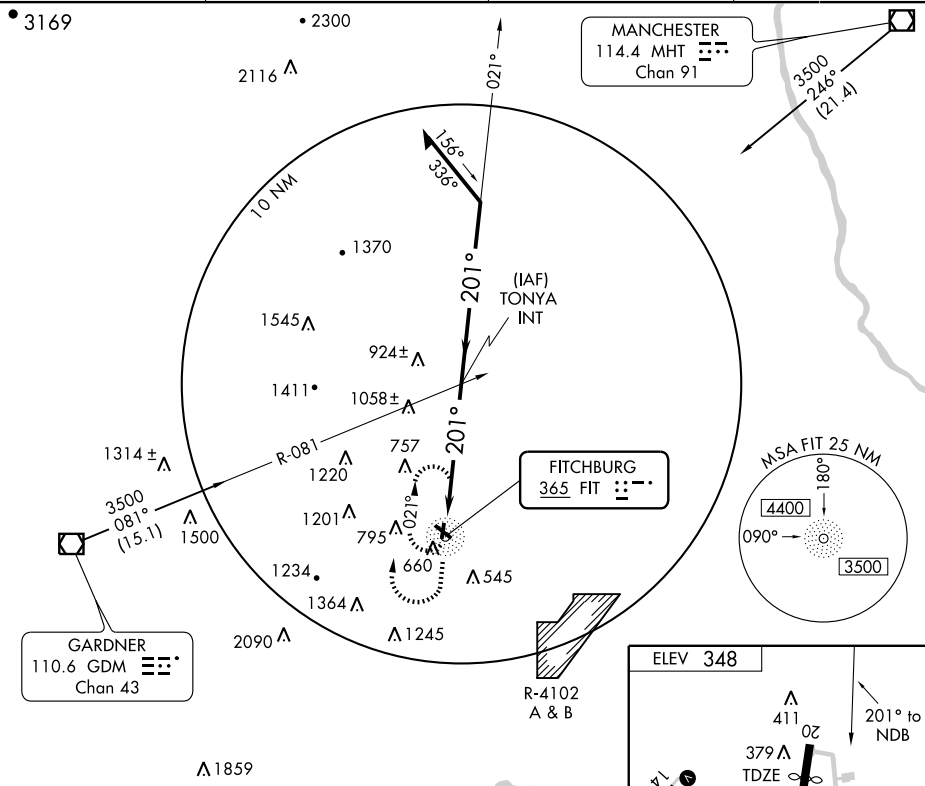 3169
2300
2116
MANCHESTER
114.4 MHT
Chan 91
3500
246°
(21.4)
021°
156°
336°
10 NM
1370
201°
(IAF)
TONYA
INT
1545
924±
1411
1058±
R-081
201°
1314 ±
757
1220
FITCHBURG
365 FIT
MSA FIT 25 NM
180°
4400
090°
3500
3500
081°
(15.1)
1500
1201
021°
795
660
545
1234
1364
2090
1245
GARDNER
110.6 GDM
Chan 43
R-4102
A & B
ELEV 348
411
201° to
NDB
20
379
TDZE
14
V
1859